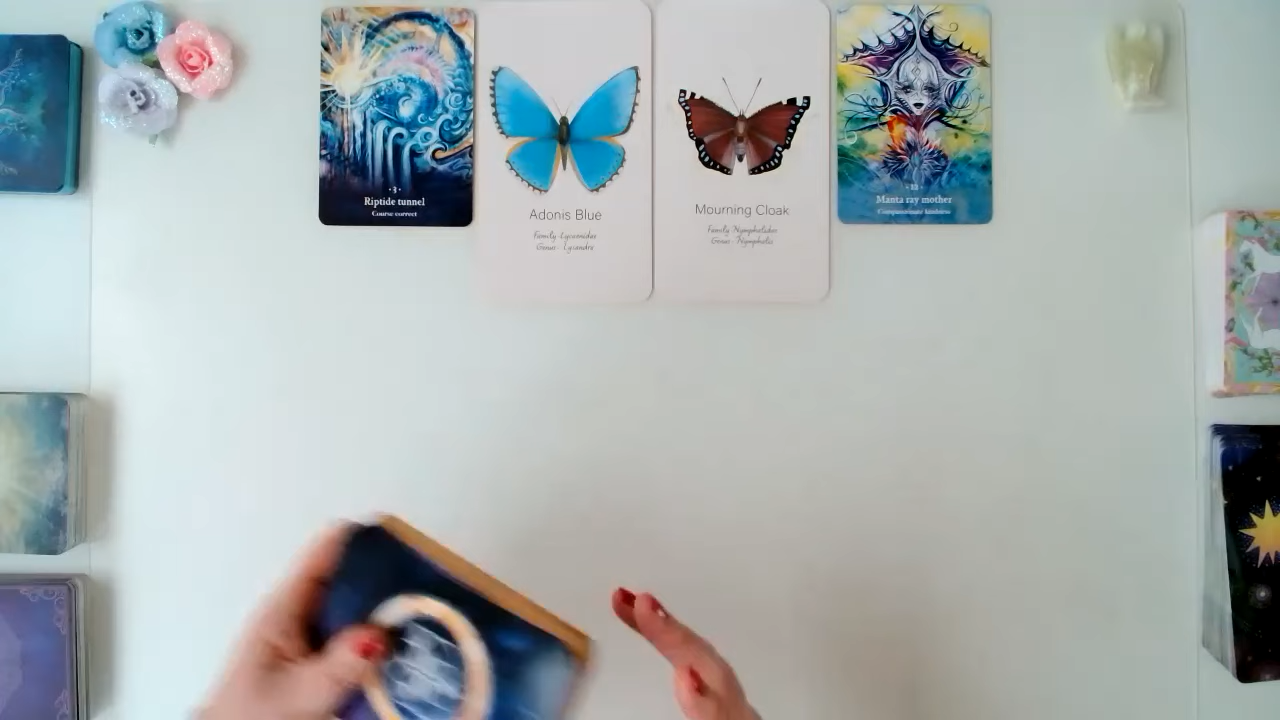 · 3 ·
Riptide tunnel
Course correct
Adonis Blue
Family · Lycaenidae
Genus · Lysandra
Mourning Cloak
Family · Nymphalidae
Genus · Nymphalis
Manta ray mother
Compassionate kindness